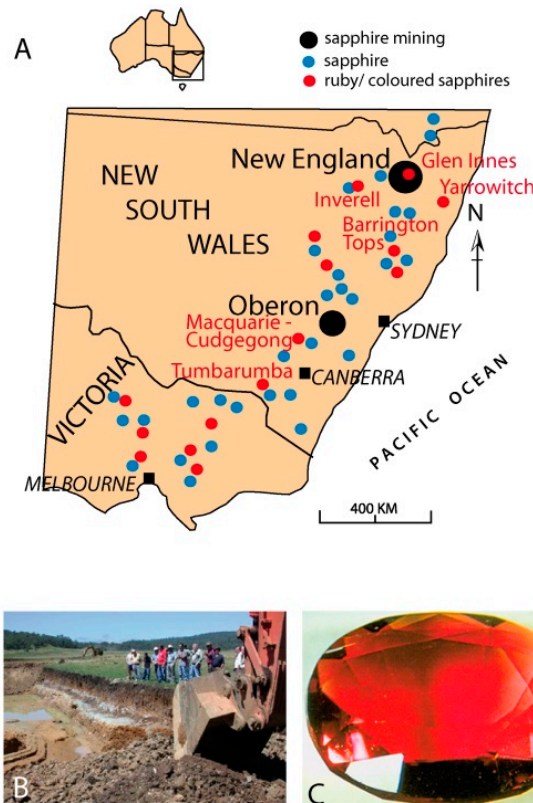 A
sapphire mining
sapphire
ruby/ coloured sapphires
New England
Glen Innes
Yarrowitch
NEW
SOUTH
WALES
Inverell
Barrington
Tops
N
Oberon
Macquarie -
Cudgegong
SYDNEY
Tumbarumba
CANBERRA
VICTORIA
PACIFIC OCEAN
MELBOURNE
400 KM
B
C